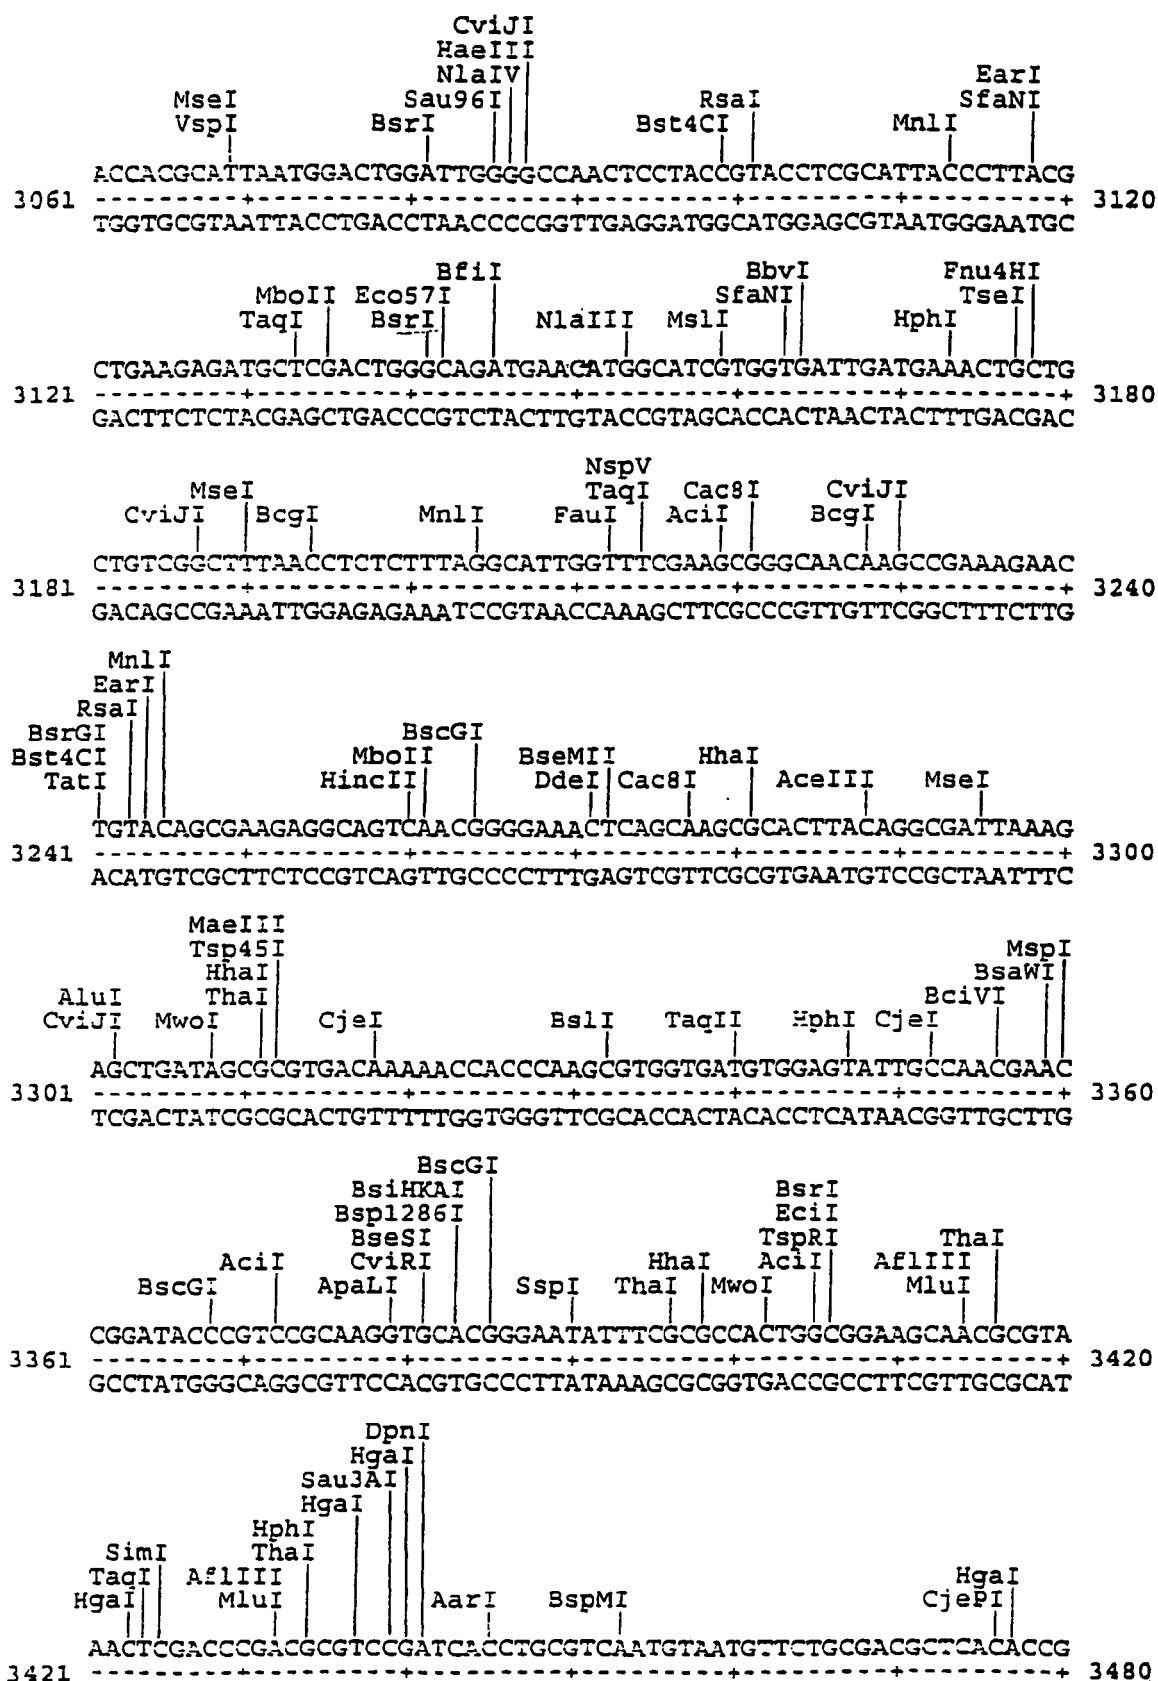 CviJI
HaeIII
NlaIV EarI
MseI Sau96I RsaI SfaNI
VspI BsrI Bst4CI MnlI
ACCACGCATTAATGGACTGGATTGGGGCCAACTCCTACCGTACCTCGCATTACCCTTACG
3061 ---------+---------+---------+---------+---------+---------+ 3120
TGGTGCGTAATTACCTGACCTAACCCCGGTTGAGGATGGCATGGAGCGTAATGGGAATGC
BfiI BbvI Fnu4HI
MboII Eco57I SfaNI TseI
TaqI BsrI NlaIII MslI HphI
CTGAAGAGATGCTCGACTGGGCAGATGAACATGGCATCGTGGTGATTGATGAAACTGCTG
3121 ---------+---------+---------+---------+---------+---------+ 3180
GACTTCTCTACGAGCTGACCCGTCTACTTGTACCGTAGCACCACTAACTACTTTGACGAC
NspV
MseI TaqI Cac8I CviJI
CviJI BcgI MnlI FauI AciI BcgI
CTGTCGGCTTTTAACCTCTCTTTAGGCATTGGTTTCGAAGCGGGCAACAAGCCGAAAGAAC
3181 ---------+---------+---------+---------+---------+---------+ 3240
GACAGCCGAAATTGGAGAGAAATCCGTAACCAAAGCTTCGCCCGTTGTTCGGCTTTCTTG
MnlI
EarI
RsaI
BsrGI BscGI
Bst4CI MboII BseMII HhaI
TatI HincII DdeI Cac8I AceIII MseI
TGTACAGCGAAGAGGCAGTCAACGGGGAAACTCAGCAAGCGCACTTACAGGCGATTAAAG
3241 ---------+---------+---------+---------+---------+---------+ 3300
ACATGTCGCTTCTCCGTCAGTTGCCCCTTTGAGTCGTTCGCGTGAATGTCCGCTAATTTC
MaeIII
Tsp45I MspI
HhaI BsaWI
AluI ThaI BciVI
CviJI MwoI CjeI BslI TaqII HphI CjeI
AGCTGATAGCGCGTGACAAAAACCACCCAAGCGTGGTGATGTGGAGTATTGCCAACGAAC
3301 ---------+---------+---------+---------+---------+---------+ 3360
TCGACTATCGCGCACTGTTTTTGGTGGGTTCGCACCACTACACCTCATAACGGTTGCTTG
BscGI
BsiHKAI BsrI
Bsp1286I EciI
BseSI TspRI ThaI
AciI CviRI HhaI AciI AflIII
BscGI ApaLI SspI ThaI MwoI MluI
CGGATACCCGTCCGCAAGGTGCACGGGAATATTTCGCGCCACTGGCGGAAGCAACGCGTA
3361 ---------+---------+---------+---------+---------+---------+ 3420
GCCTATGGGCAGGCGTTCCACGTGCCCTTATAAAGCGCGGTGACCGCCTTCGTTGCGCAT
DpnI
HgaI
Sau3AI
HgaI
HphI
SimI ThaI
TaqI AflIII HgaI
HgaI MluI AarI BspMI CjePI
AACTCGACCCGACGCGTCCGATCACCTGCGTCAATGTAATGTTCTGCGACGCTCACACCG
3421 ---------+---------+---------+---------+---------+---------+ 3480